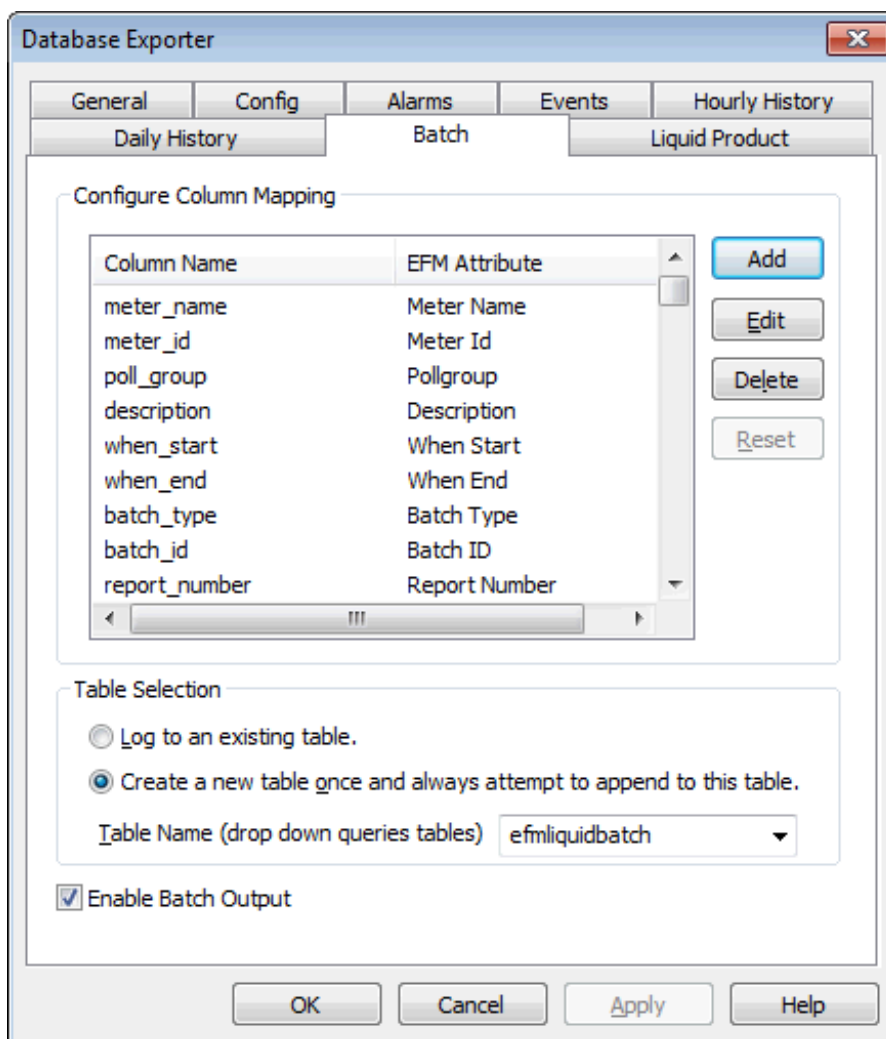 Database Exporter
General Config Alarms Events Hourly History
Daily History Batch Liquid Product
Configure Column Mapping
Column Name EFM Attribute Add
meter_name Meter Name
meter_id Meter Id Edit
poll_group Pollgroup Delete
description Description
when_start When Start Reset
when_end When End
batch_type Batch Type
batch_id Batch ID
report_number Report Number
Table Selection
Log to an existing table.
Create a new table once and always attempt to append to this table.
Table Name (drop down queries tables) efmliquidbatch
Enable Batch Output
OK Cancel Apply Help